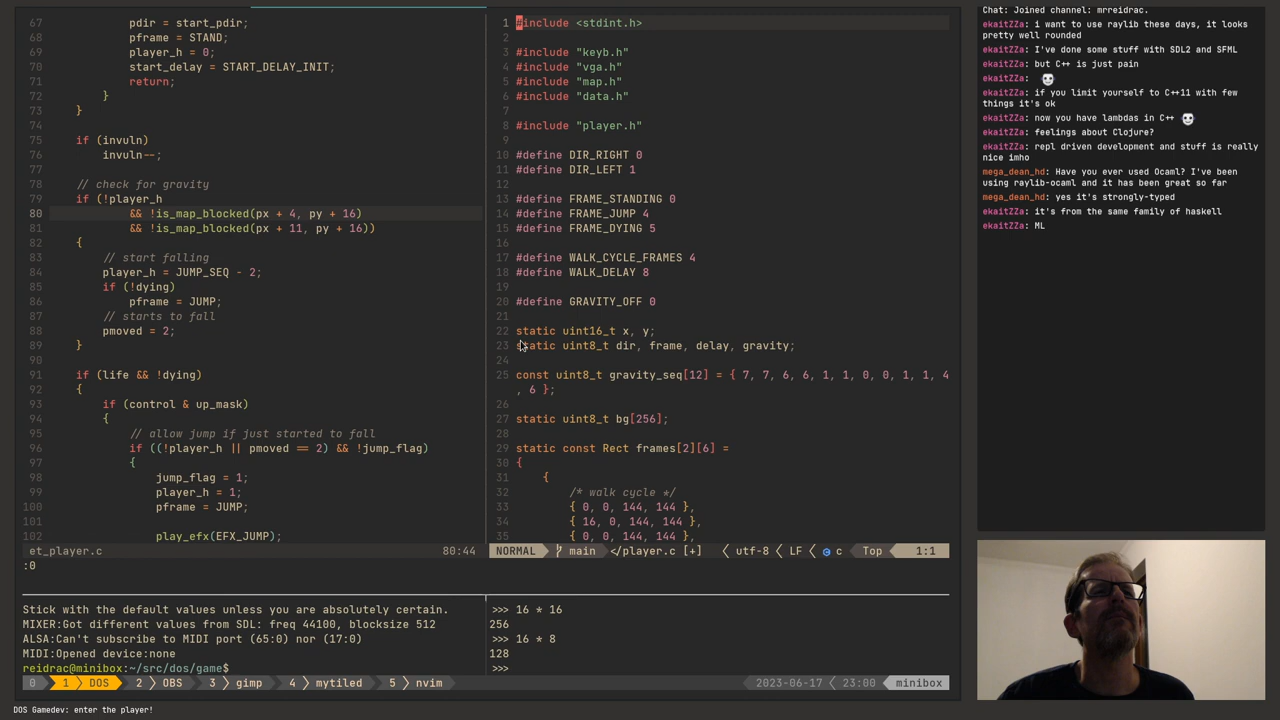 67 pdir = start_pdir;
68 pframe = STAND;
69 player_h = 0;
70 start_delay = START_DELAY_INIT;
71 return;
72 }
73 }
74
75 if (invuln)
76 invuln--;
77
78 // check for gravity
79 if (!player_h
80 && !is_map_blocked(px + 4, py + 16)
81 && !is_map_blocked(px + 11, py + 16))
82 {
83 // start falling
84 player_h = JUMP_SEQ - 2;
85 if (!dying)
86 pframe = JUMP;
87 // starts to fall
88 pmoved = 2;
89 }
90
91 if (life && !dying)
92 {
93 if (control & up_mask)
94 {
95 // allow jump if just started to fall
96 if ((!player_h || pmoved == 2) && !jump_flag)
97 {
98 jump_flag = 1;
99 player_h = 1;
100 pframe = JUMP;
101
102 play_efx(EFX_JUMP);
et_player.c 80:44
:0
1 #include <stdint.h>
2
3 #include "keyb.h"
4 #include "vga.h"
5 #include "map.h"
6 #include "data.h"
7
8 #include "player.h"
9
10 #define DIR_RIGHT 0
11 #define DIR_LEFT 1
12
13 #define FRAME_STANDING 0
14 #define FRAME_JUMP 4
15 #define FRAME_DYING 5
16
17 #define WALK_CYCLE_FRAMES 4
18 #define WALK_DELAY 8
19
20 #define GRAVITY_OFF 0
21
22 static uint16_t x, y;
23 static uint8_t dir, frame, delay, gravity;
24
25 const uint8_t gravity_seq[12] = { 7, 7, 6, 6, 1, 1, 0, 0, 1, 1, 4
, 6 };
26
27 static uint8_t bg[256];
28
29 static const Rect frames[2][6] =
30 {
31 {
32 /* walk cycle */
33 { 0, 0, 144, 144 },
34 { 16, 0, 144, 144 },
35 { 0, 0, 144, 144 },
NORMAL main </player.c [+] utf-8 LF c Top 1:1
Stick with the default values unless you are absolutely certain.
MIXER:Got different values from SDL: freq 44100, blocksize 512
ALSA:Can't subscribe to MIDI port (65:0) nor (17:0)
MIDI:Opened device:none
reidrac@minibox:~/src/dos/game$
>>> 16 * 16
256
>>> 16 * 8
128
>>>
0 1 DOS 2 OBS 3 gimp 4 mytiled 5 nvim 2023-06-17 23:00 minibox
DOS Gamedev: enter the player!
Chat: Joined channel: mrreidrac.
ekaitZZa: i want to use raylib these days, it looks
pretty well rounded
ekaitZZa: I've done some stuff with SDL2 and SFML
ekaitZZa: but C++ is just pain
ekaitZZa:
ekaitZZa: if you limit yourself to C++11 with few
things it's ok
ekaitZZa: now you have lambdas in C++
ekaitZZa: feelings about Clojure?
ekaitZZa: repl driven development and stuff is really
nice imho
mega_dean_hd: Have you ever used Ocaml? I've been
using raylib-ocaml and it has been great so far
mega_dean_hd: yes it's strongly-typed
ekaitZZa: it's from the same family of haskell
ekaitZZa: ML